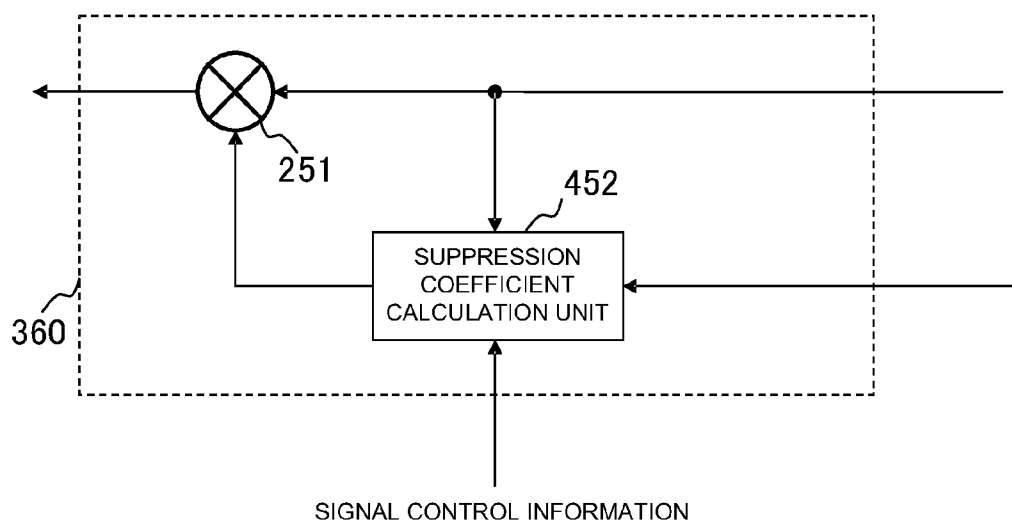 251
452
SUPPRESSION
COEFFICIENT
CALCULATION UNIT
360
SIGNAL CONTROL INFORMATION